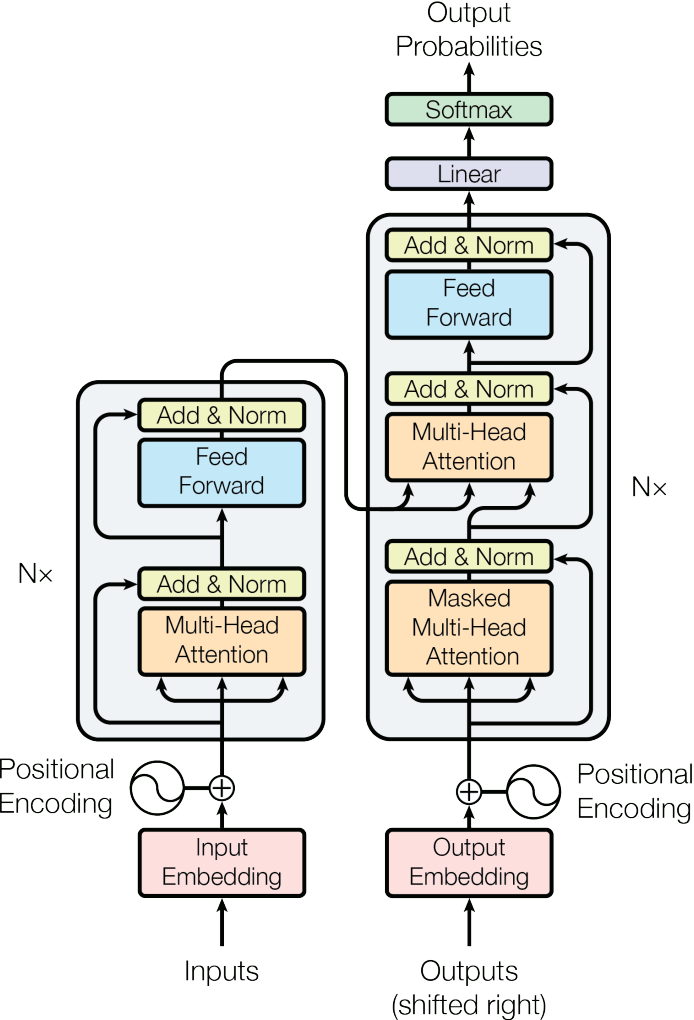 Output
Probabilities
Softmax
Linear
Add & Norm
Feed
Forward
Add & Norm
Multi-Head
Attention
Add & Norm
Masked
Multi-Head
Attention
Nx
Add & Norm
Feed
Forward
Add & Norm
Multi-Head
Attention
Nx
Positional
Encoding
Input
Embedding
Inputs
Positional
Encoding
Output
Embedding
Outputs
(shifted right)